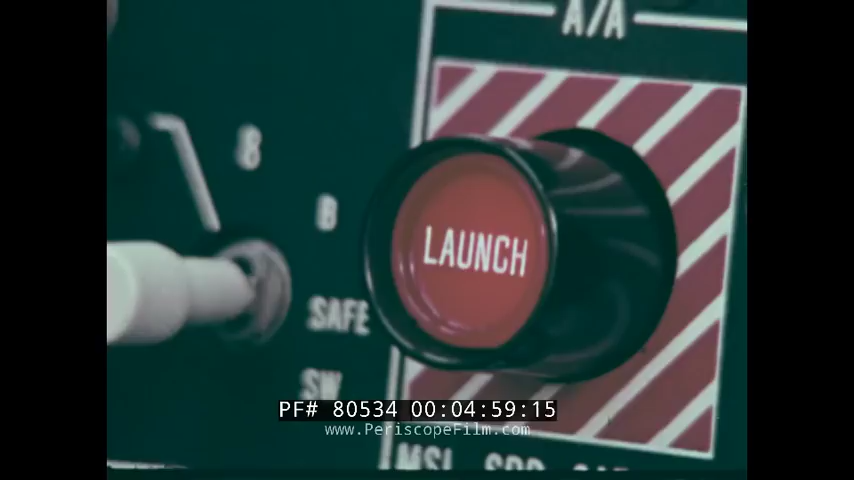 A/A
8
B
LAUNCH
SAFE
SW
PF# 80534 00:04:59:15
www.PeriscopeFilm.com